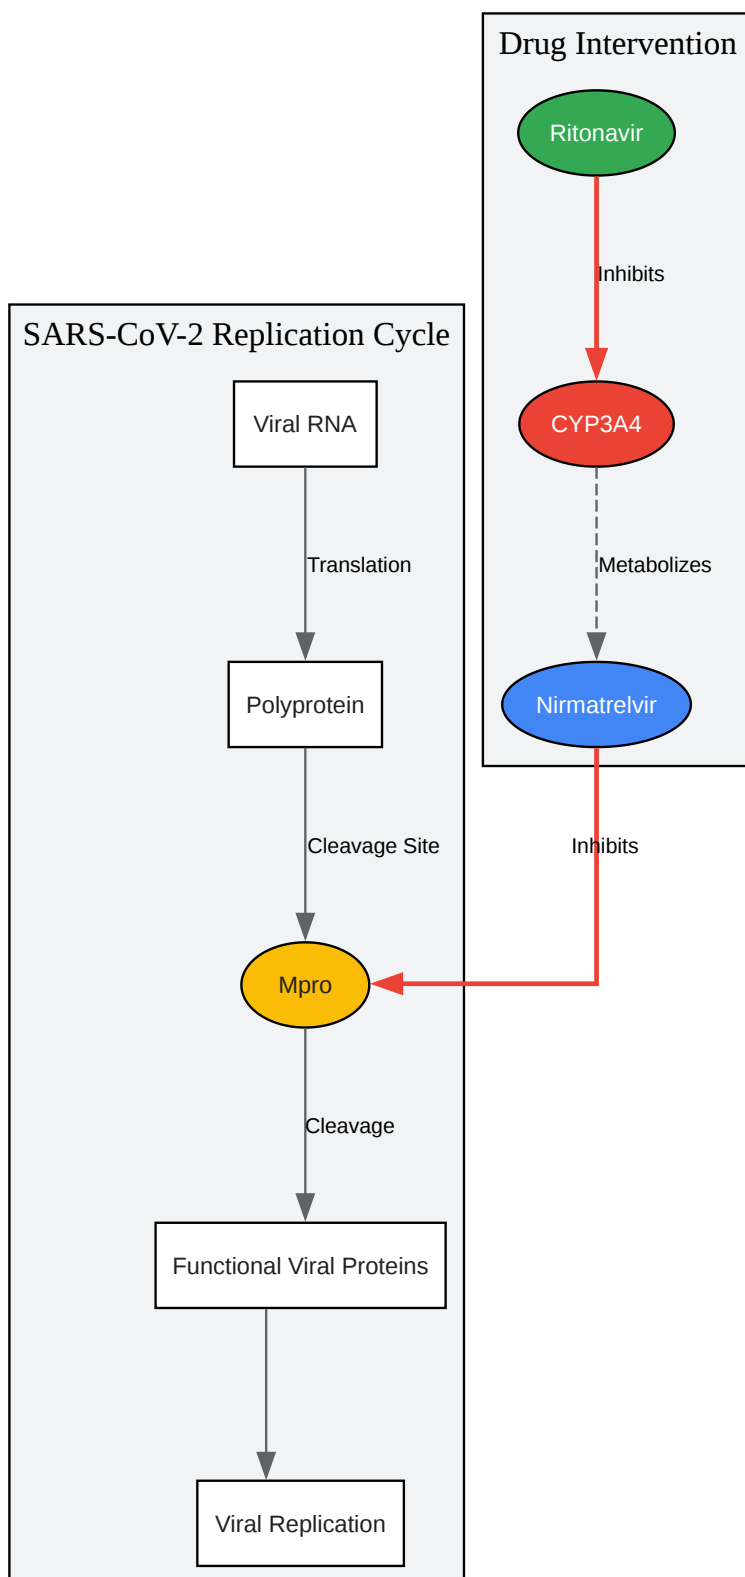 Drug Intervention
Ritonavir
Inhibits
SARS-CoV-2 Replication Cycle
Viral RNA
CYP3A4
Translation
Metabolizes
Polyprotein
Nirmatrelvir
Cleavage Site
Inhibits
Mpro
Cleavage
Functional Viral Proteins
Viral Replication